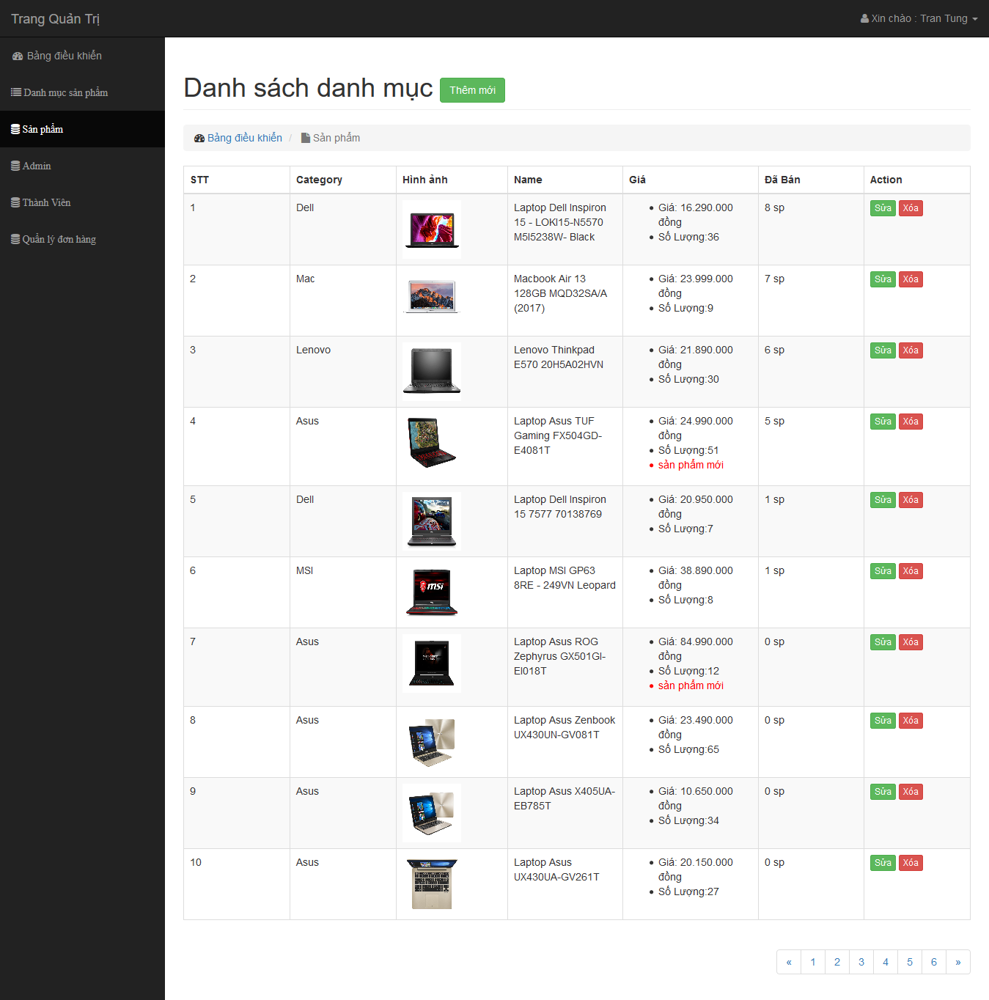 Trang Quản Trị
Xin chào : Tran Tung
Bảng điều khiển
Danh mục sản phẩm
Sản phẩm
Admin
Thành Viên
Quẩn lý đơn hàng
Danh sách danh mục Thêm mới
Bảng điều khiển / Sản phẩm
STT Category Hình ảnh Name Giá Đã Bán Action
1 Dell Laptop Dell Inspiron Giá: 16.290.000 8 sp Sửa Xóa
15 - LOKI15-N5570 đồng
M5I5238W- Black Số Lượng:36
2 Mac Macbook Air 13 Giá: 23.999.000 7 sp Sửa Xóa
128GB MQD32SA/A đồng
(2017) Số Lượng:9
3 Lenovo Lenovo Thinkpad Giá: 21.890.000 6 sp Sửa Xóa
E570 20H5A02HVN đồng
Số Lượng:30
4 Asus Laptop Asus TUF Giá: 24.990.000 5 sp Sửa Xóa
Gaming FX504GD- đồng
E4081T Số Lượng:51
sản phẩm mới
5 Dell Laptop Dell Inspiron Giá: 20.950.000 1 sp Sửa Xóa
15 7577 70138769 đồng
Số Lượng:7
6 MSI msi Laptop MSI GP63 Giá: 38.890.000 1 sp Sửa Xóa
8RE - 249VN Leopard đồng
Số Lượng:8
7 Asus Laptop Asus ROG Giá: 84.990.000 0 sp Sửa Xóa
Zephyrus GX501GI- đồng
EI018T Số Lượng:12
sản phẩm mới
8 Asus Laptop Asus Zenbook Giá: 23.490.000 0 sp Sửa Xóa
UX430UN-GV081T đồng
Số Lượng:65
9 Asus Laptop Asus X405UA- Giá: 10.650.000 0 sp Sửa Xóa
EB785T đồng
Số Lượng:34
10 Asus Laptop Asus Giá: 20.150.000 0 sp Sửa Xóa
UX430UA-GV261T đồng
Số Lượng:27
« 1 2 3 4 5 6 »